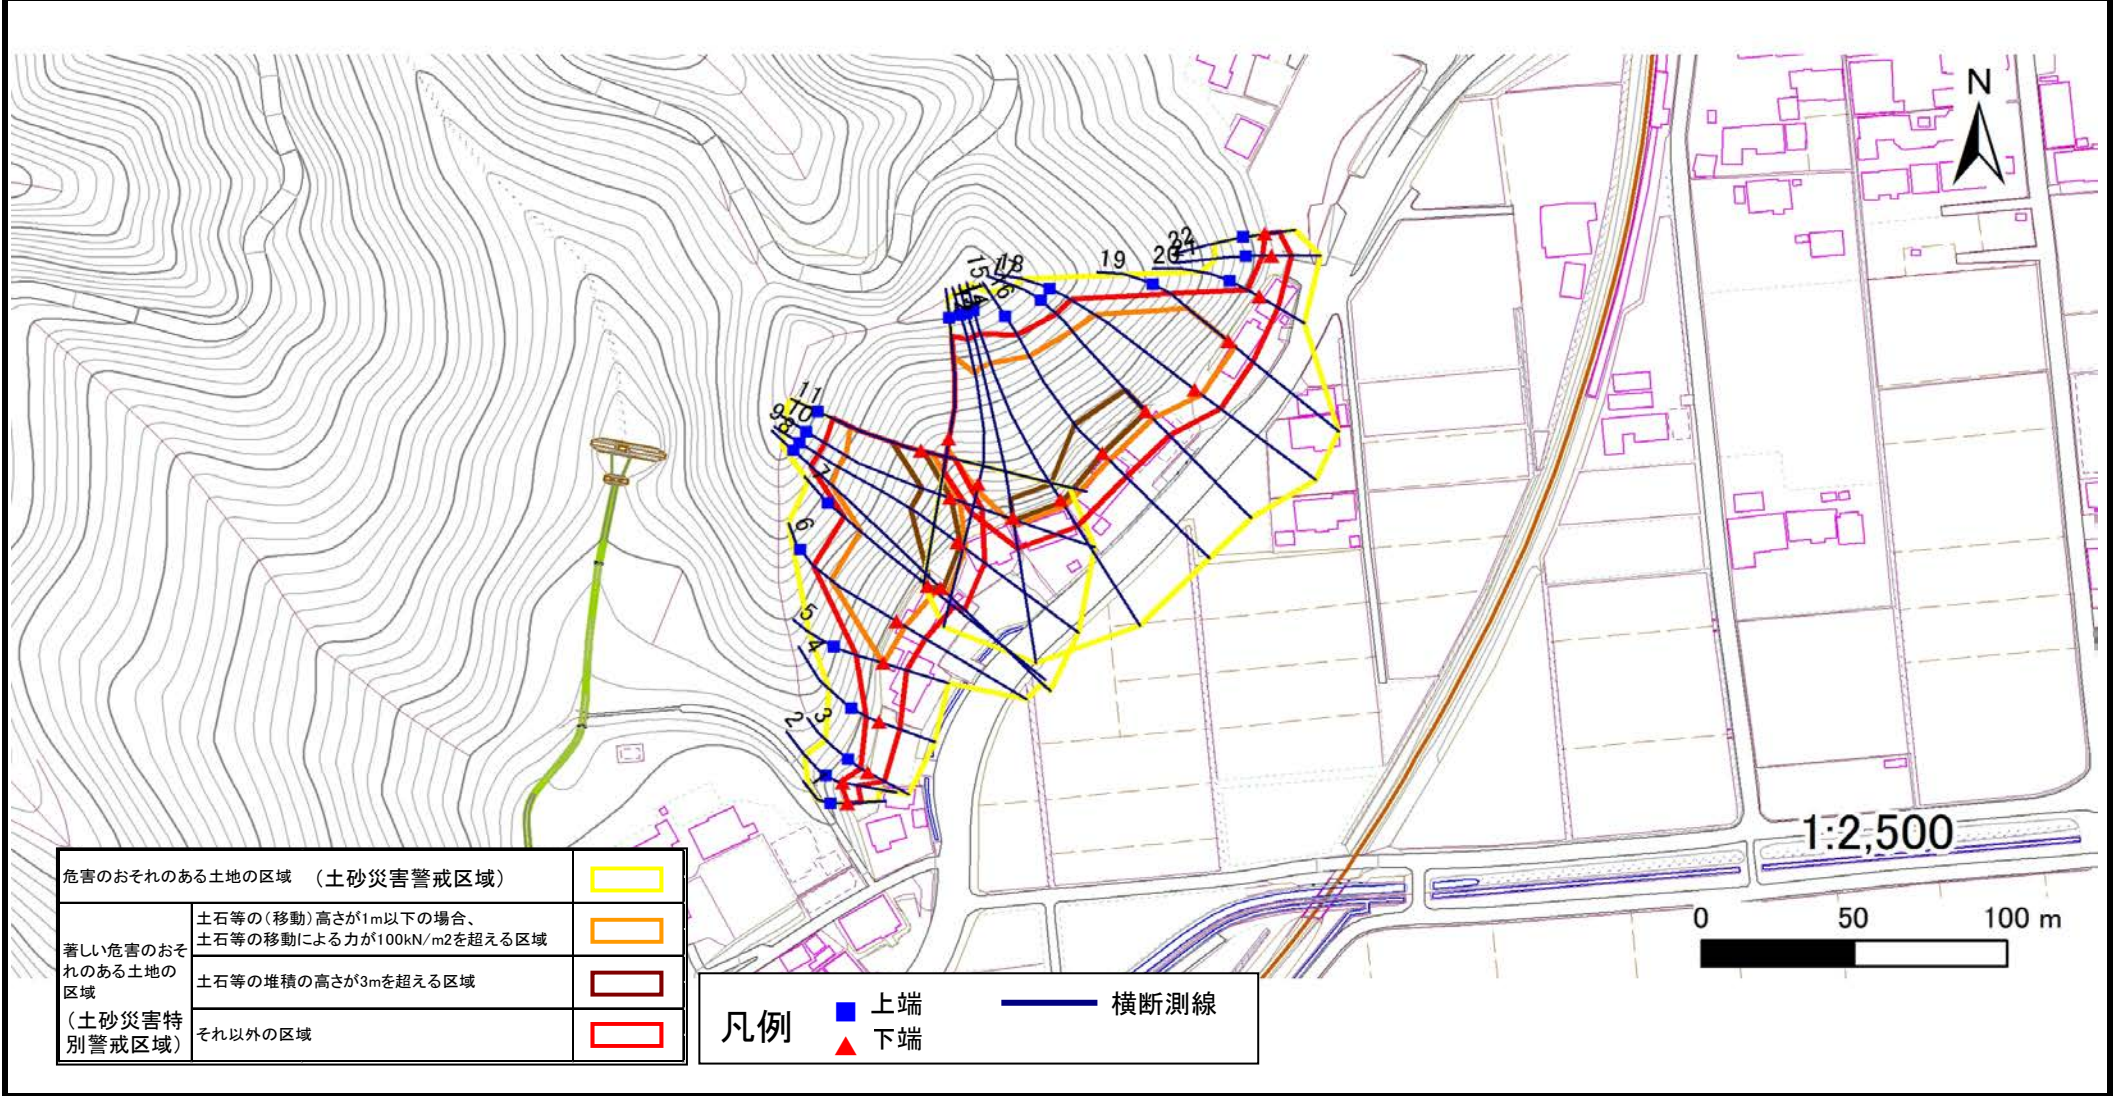 N
22
21
20
19
18
17
16
15
14
11
10
9
8
7
6
5
4
3
2
1
1:2,500
0 50 100 m
危害のおそれのある土地の区域 (土砂災害警戒区域)
著しい危害のおそ
れのある土地の
区域
(土砂災害特
別警戒区域)
土石等の(移動)高さが1m以下の場合、
土石等の移動による力が100kN/m2を超える区域
土石等の堆積の高さが3mを超える区域
それ以外の区域
凡例
上端
下端
横断測線